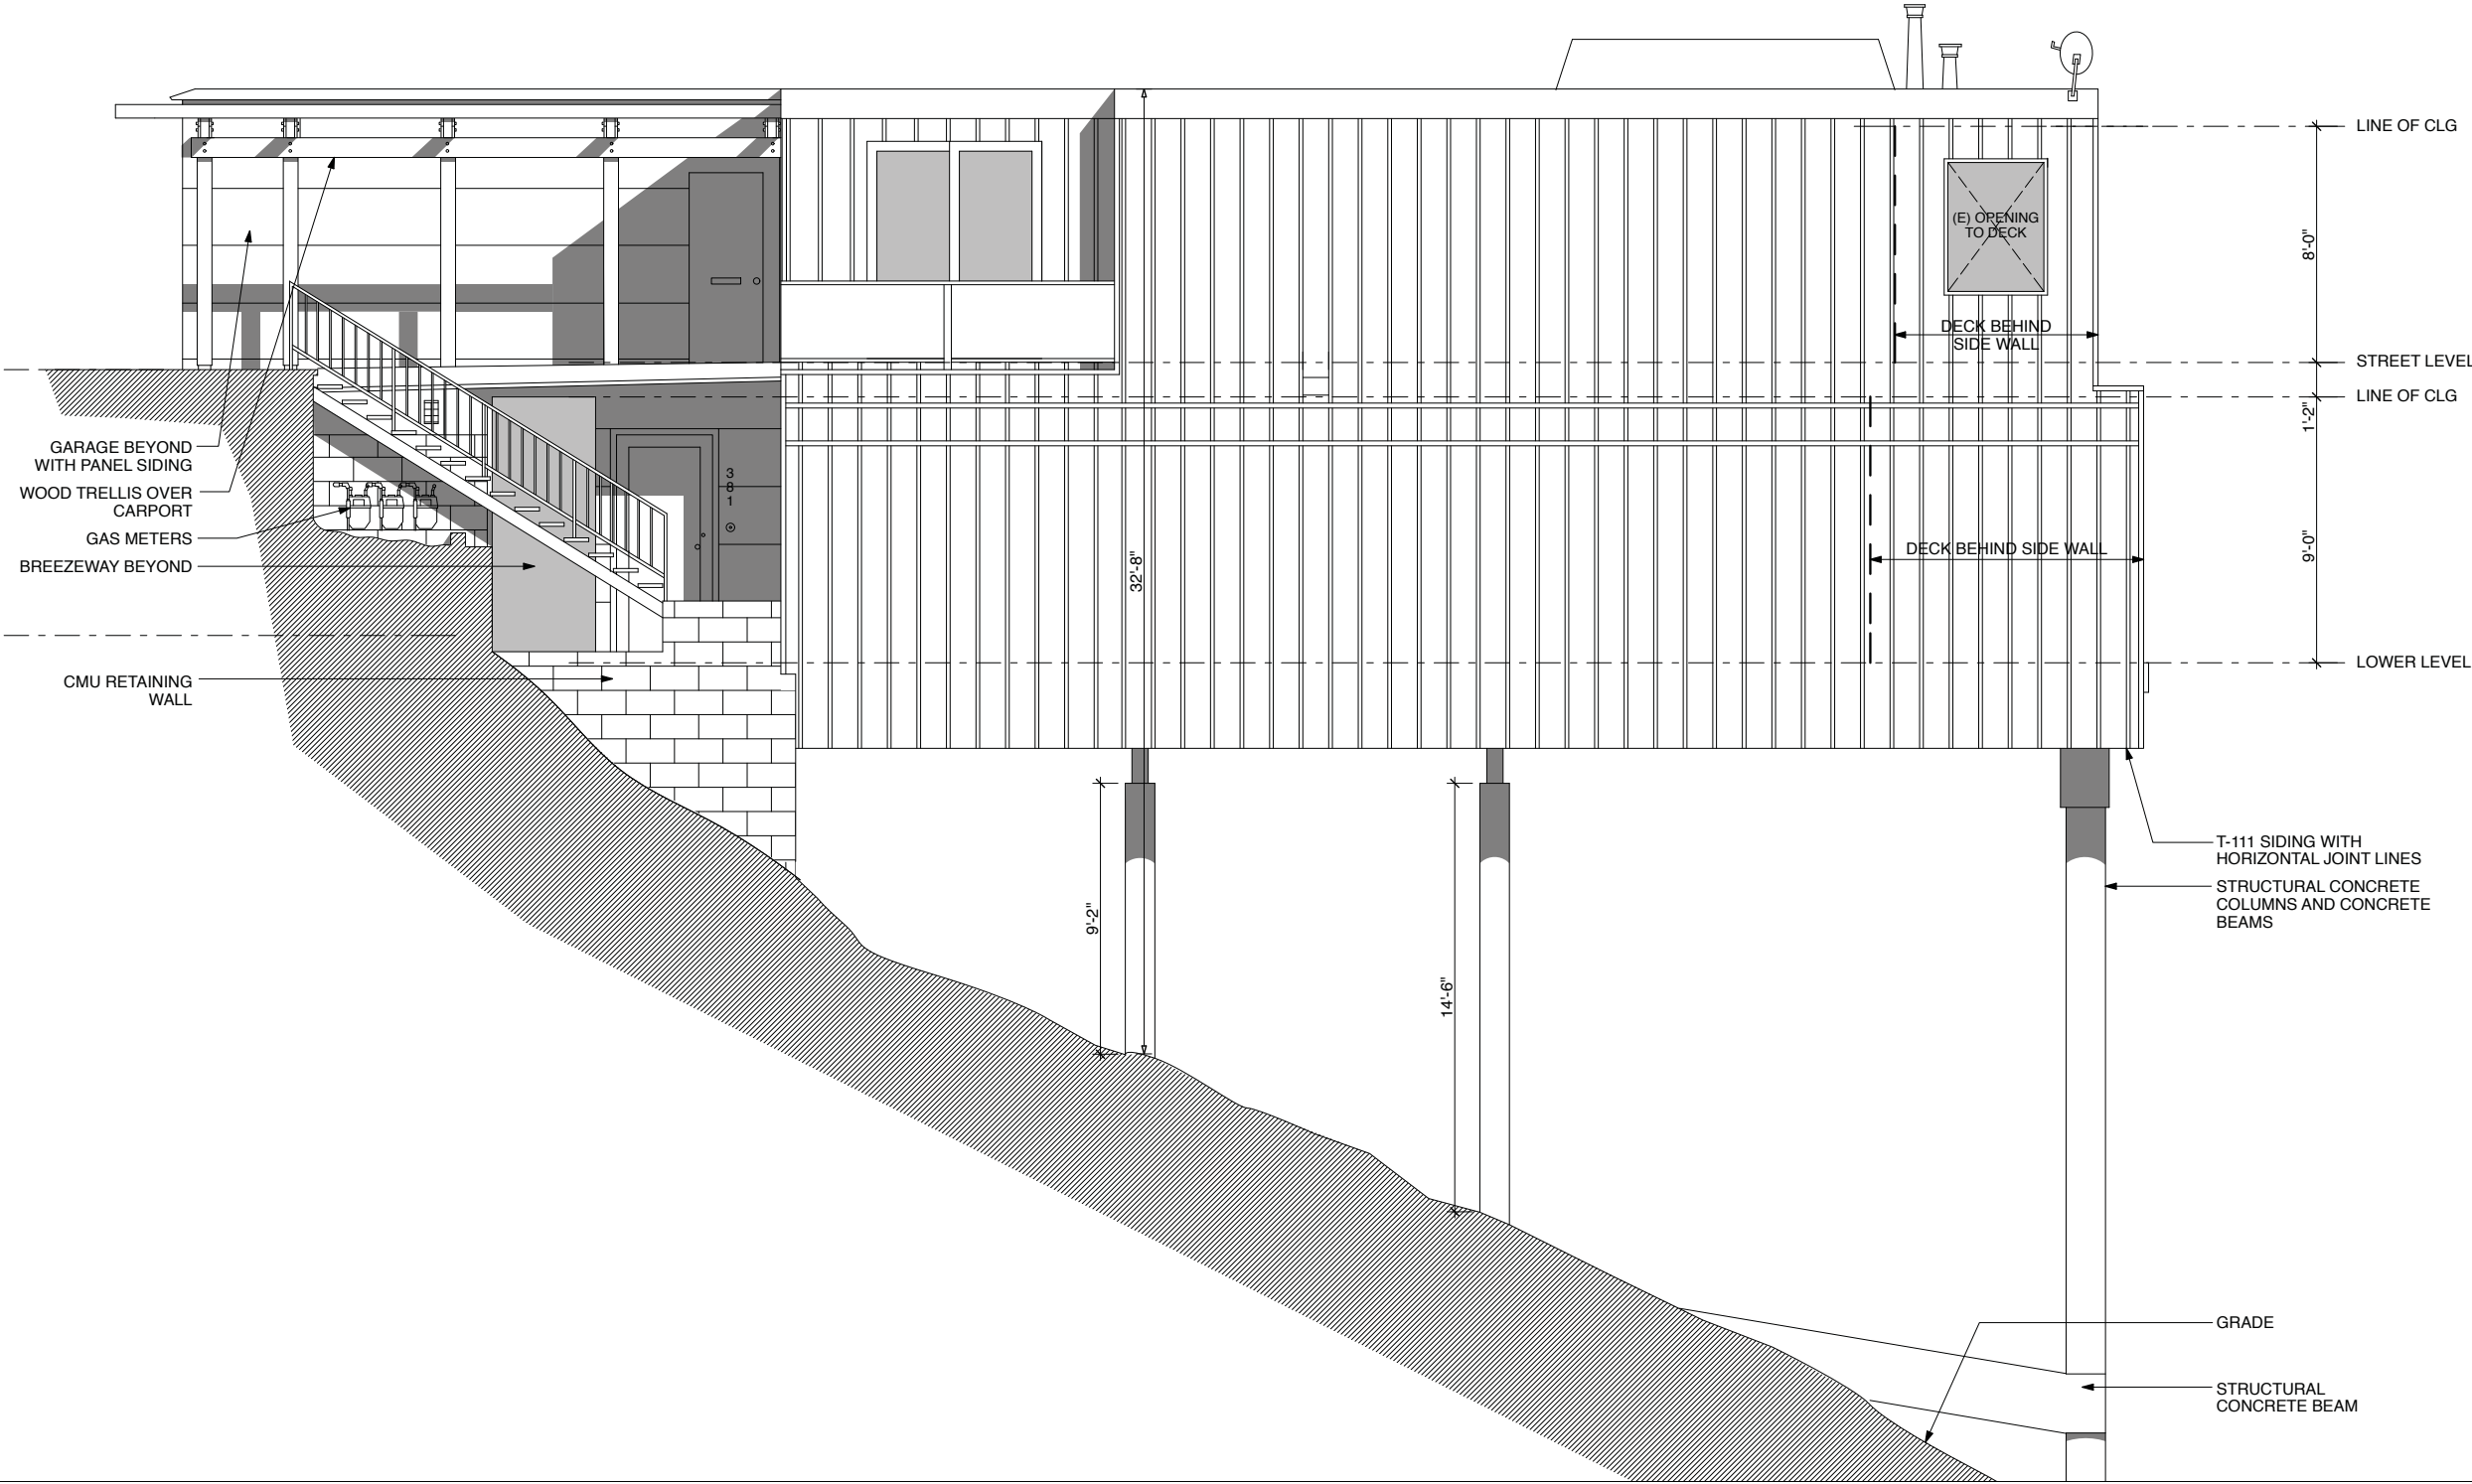 LINE OF CLG
(E) OPENING
TO DECK
8'-0"
DECK BEHIND
SIDE WALL
STREET LEVEL
LINE OF CLG
1'-2"
GARAGE BEYOND
WITH PANEL SIDING
WOOD TRELLIS OVER
CARPORT
GAS METERS
BREEZEWAY BEYOND
3
8
1
32'-8"
DECK BEHIND SIDE WALL
9'-0"
LOWER LEVEL
CMU RETAINING
WALL
T-111 SIDING WITH
HORIZONTAL JOINT LINES
STRUCTURAL CONCRETE
COLUMNS AND CONCRETE
BEAMS
9'-2"
14'-6"
GRADE
STRUCTURAL
CONCRETE BEAM